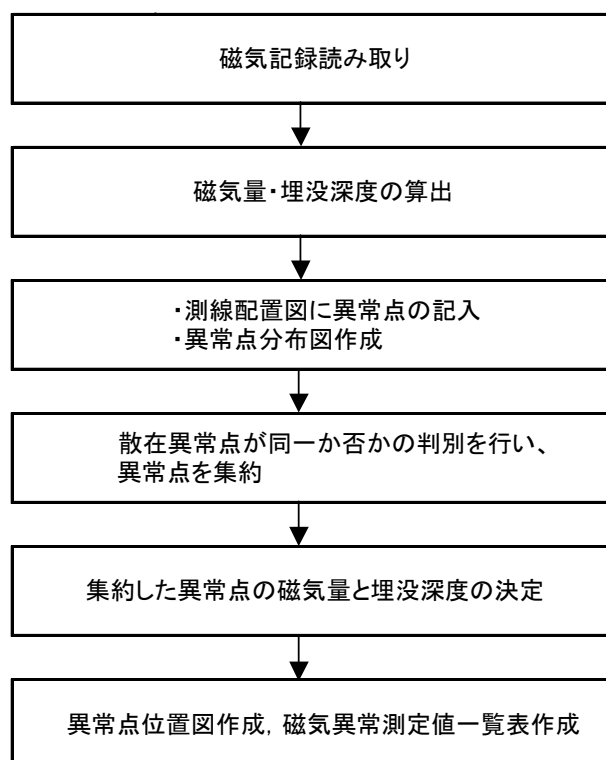 磁気記録読み取り
磁気量・埋没深度の算出
・測線配置図に異常点の記入
・異常点分布図作成
散在異常点が同一か否かの判別を行い、
異常点を集約
集約した異常点の磁気量と埋没深度の決定
異常点位置図作成，磁気異常測定値一覧表作成